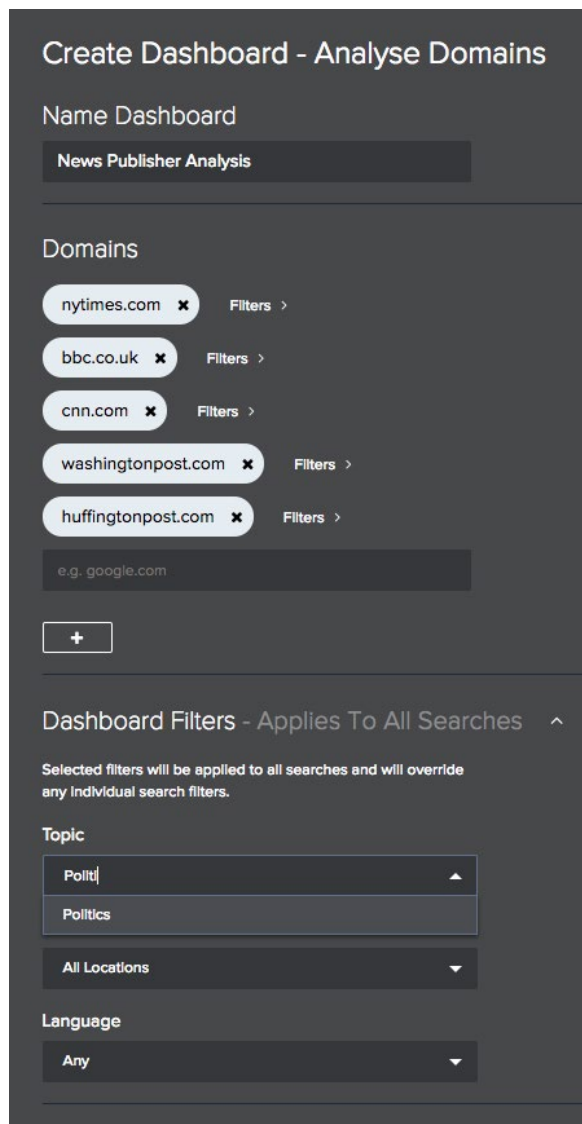 Create Dashboard - Analyse Domains
Name Dashboard
News Publisher Analysis
Domains
nytimes.com ✖ Filters >
bbc.co.uk ✖ Filters >
cnn.com ✖ Filters >
washingtonpost.com ✖ Filters >
huffingtonpost.com ✖ Filters >
e.g. google.com
+
Dashboard Filters - Applies To All Searches
Selected filters will be applied to all searches and will override
any individual search filters.
Topic
Politi
Politics
All Locations
Language
Any